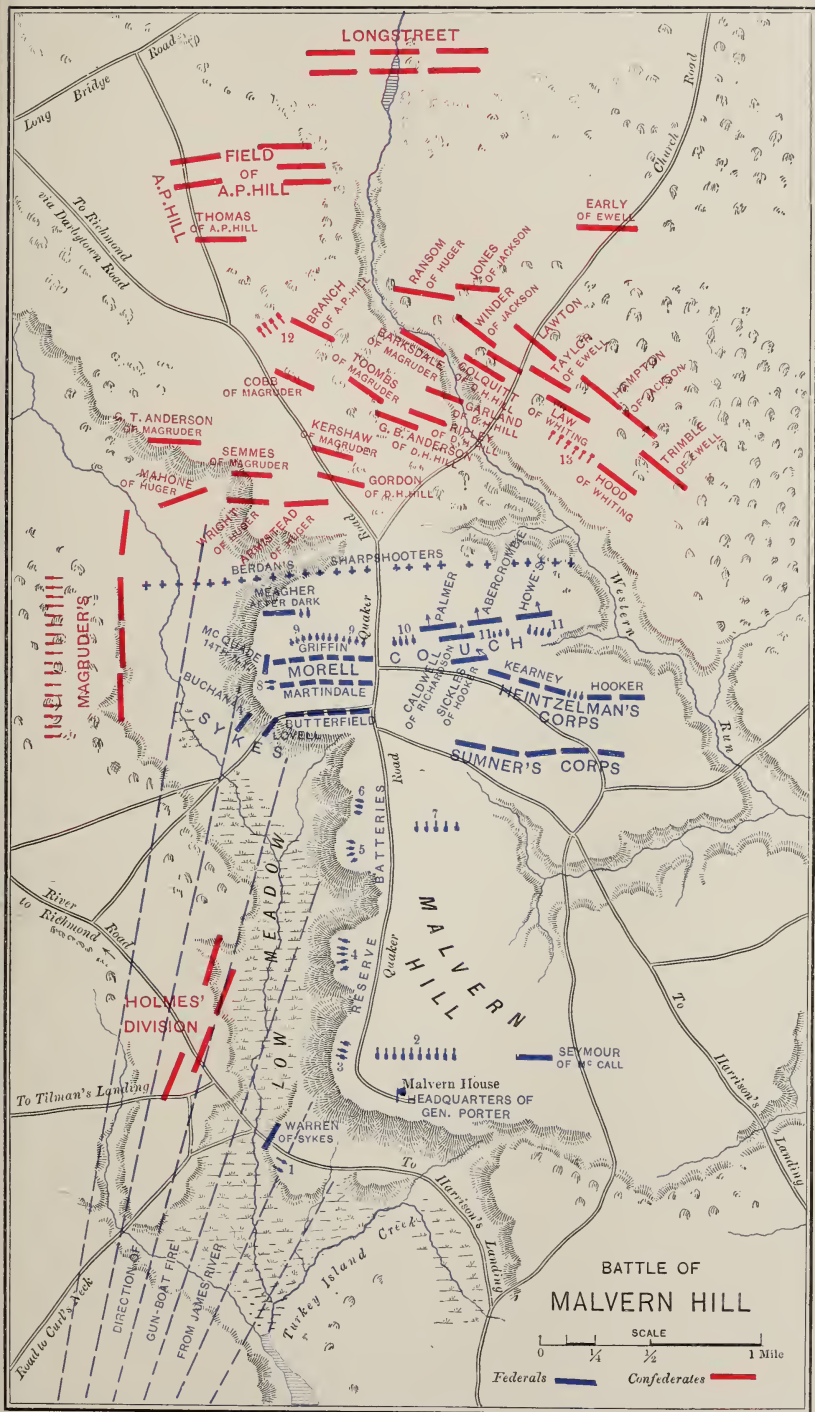 LONGSTREET
Long Bridge Road
Church Road
FIELD
OF
A.P.HILL
A.P.HILL
THOMAS
OF A.P.HILL
EARLY
OF EWELL
To Richmond
via Darbytown Road
RANSOM
OF HUGER
JONES
OF JACKSON
BRANCH
OF A.P.HILL
12
WINDER
OF JACKSON
LAWTON
BARKSDALE
OF MAGRUDER
TAYLOR
OF EWELL
TOOMBS
OF MAGRUDER
COLQUITT
OF D.H.HILL
HAMPTON
OF JACKSON
COBB
OF MAGRUDER
GARLAND
OF D.H.HILL
LAW
OF WHITING
RIPLEY
OF D.H.HILL
G.B.ANDERSON
OF D.H.HILL
G.T. ANDERSON
OF MAGRUDER
KERSHAW
OF MAGRUDER
13
TRIMBLE
OF EWELL
SEMMES
OF MAGRUDER
HOOD
OF WHITING
MAHONE
OF HUGER
GORDON
OF D.H.HILL
WRIGHT
OF HUGER
ARMISTEAD
OF HUGER
Road
BERDAN'S SHARPSHOOTERS
Western Run
MAGRUDER'S
MEAGHER
AFTER DARK
Quaker
PALMER
ABERCROMBIE
HOWE'S
9 9
10
11 11
MC QUADE
14TH N.Y.
GRIFFIN
COUCH
MORELL
8
MARTINDALE
CALDWELL
OF RICHARDSON
SICKLES
OF HOOKER
KEARNEY
HOOKER
HEINTZELMAN'S
CORPS
BUCHANAN
SYKES
BUTTERFIELD
LOVELL
SUMNER'S CORPS
Road
6
7
5
RESERVE BATTERIES
LOW MEADOW
MALVERN
HILL
River Road
to Richmond
Quaker
4
HOLMES'
DIVISION
2
SEYMOUR
OF Mc CALL
To Tilman's Landing
Malvern House
HEADQUARTERS OF
GEN. PORTER
WARREN
OF SYKES
1
To Harrison's Landing
To Harrison's Landing
Turkey Island Creek
Road to Curl's Neck
DIRECTION OF
GUN-BOAT FIRE
FROM JAMES RIVER
BATTLE OF
MALVERN HILL
SCALE
0 1/4 1/2 1 Mile
Federals Confederates